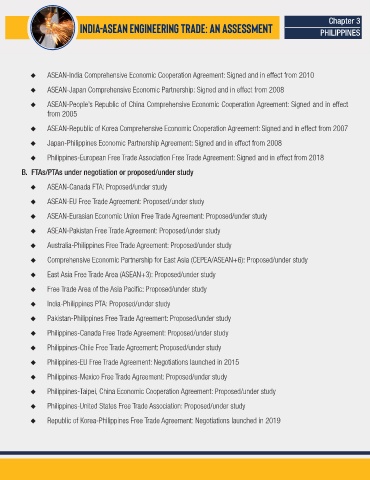 INDIA-ASEAN ENGINEERING TRADE: AN ASSESSMENT
Chapter 3
PHILIPPINES
◆ ASEAN-India Comprehensive Economic Cooperation Agreement: Signed and in effect from 2010
◆ ASEAN-Japan Comprehensive Economic Partnership: Signed and in effect from 2008
◆ ASEAN-People's Republic of China Comprehensive Economic Cooperation Agreement: Signed and in effect
from 2005
◆ ASEAN-Republic of Korea Comprehensive Economic Cooperation Agreement: Signed and in effect from 2007
◆ Japan-Philippines Economic Partnership Agreement: Signed and in effect from 2008
◆ Philippines-European Free Trade Association Free Trade Agreement: Signed and in effect from 2018
B. FTAs/PTAs under negotiation or proposed/under study
◆ ASEAN-Canada FTA: Proposed/under study
◆ ASEAN-EU Free Trade Agreement: Proposed/under study
◆ ASEAN-Eurasian Economic Union Free Trade Agreement: Proposed/under study
◆ ASEAN-Pakistan Free Trade Agreement: Proposed/under study
◆ Australia-Philippines Free Trade Agreement: Proposed/under study
◆ Comprehensive Economic Partnership for East Asia (CEPEA/ASEAN+6): Proposed/under study
◆ East Asia Free Trade Area (ASEAN+3): Proposed/under study
◆ Free Trade Area of the Asia Pacific: Proposed/under study
◆ India-Philippines PTA: Proposed/under study
◆ Pakistan-Philippines Free Trade Agreement: Proposed/under study
◆ Philippines-Canada Free Trade Agreement: Proposed/under study
◆ Philippines-Chile Free Trade Agreement: Proposed/under study
◆ Philippines-EU Free Trade Agreement: Negotiations launched in 2015
◆ Philippines-Mexico Free Trade Agreement: Proposed/under study
◆ Philippines-Taipei, China Economic Cooperation Agreement: Proposed/under study
◆ Philippines-United States Free Trade Association: Proposed/under study
◆ Republic of Korea-Philippines Free Trade Agreement: Negotiations launched in 2019